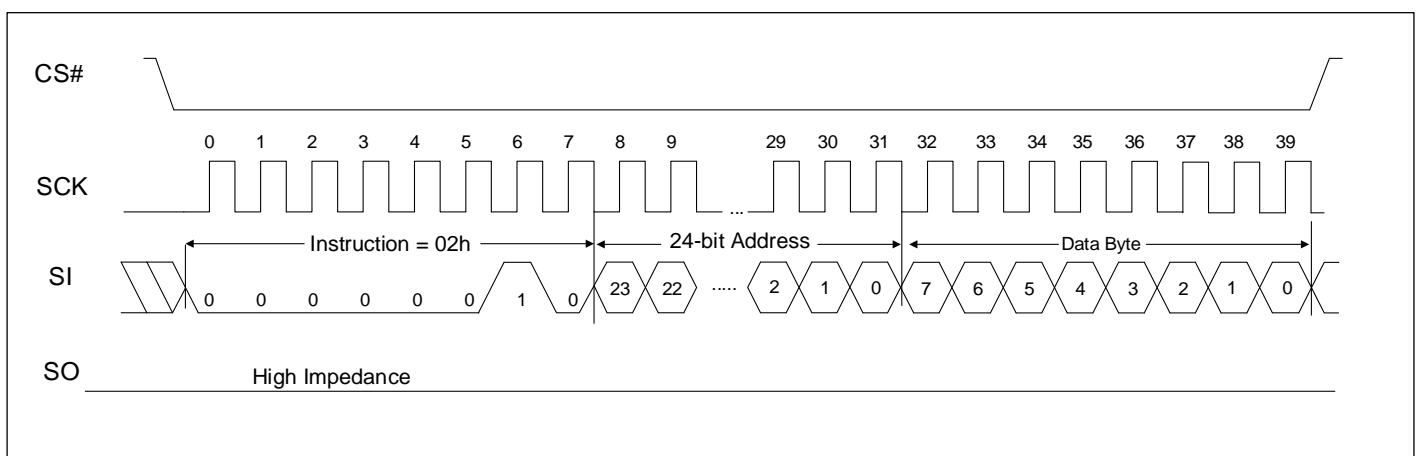 CS#
0 1 2 3 4 5 6 7 8 9 29 30 31 32 33 34 35 36 37 38 39
SCK
...
Instruction = 02h 24-bit Address Data Byte
SI
0 0 0 0 0 0 1 0 23 22 ..... 2 1 0 7 6 5 4 3 2 1 0
SO
High Impedance